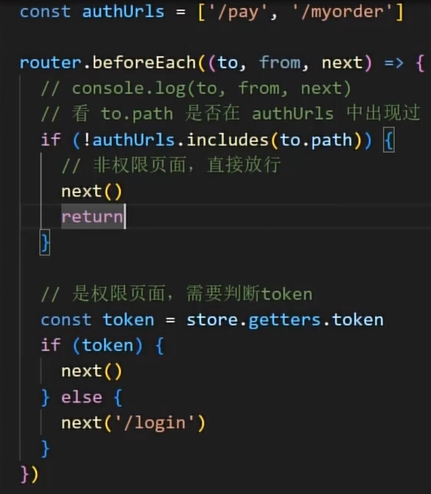 const authUrls = ['/pay', '/myorder']
router.beforeEach((to, from, next) => {
// console.log(to, from, next)
// 看 to.path 是否在 authUrls 中出现过
if (!authUrls.includes(to.path)) {
// 非权限页面，直接放行
next()
return
}
// 是权限页面，需要判断token
const token = store.getters.token
if (token) {
next()
} else {
next('/login')
}
})